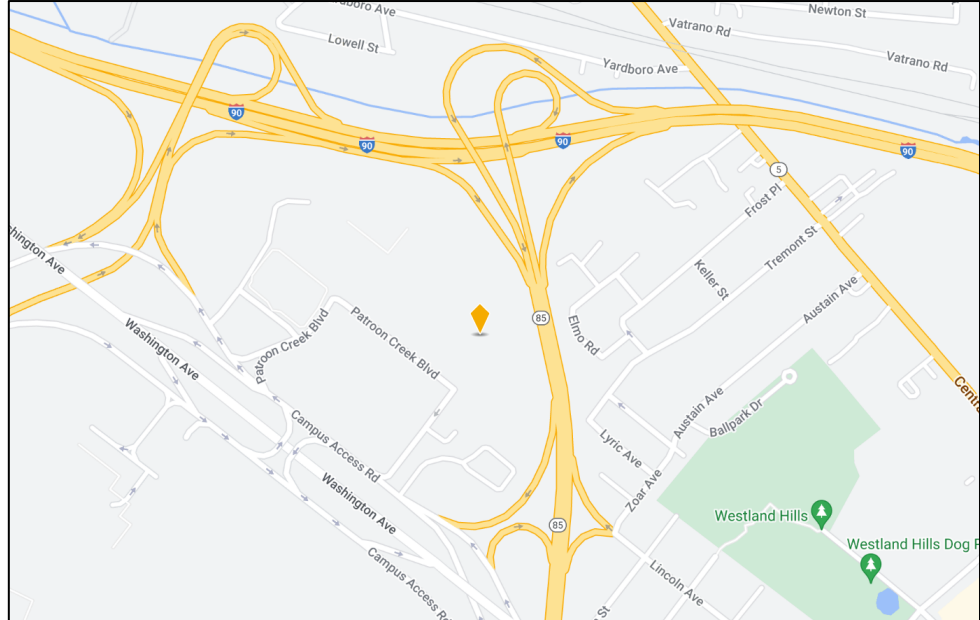 Newton St
Vatrano Rd
Lowell St
Yardboro Ave
Vatrano Rd
90
90
90
90
5
Frost Pl
Tremont St
Keller St
Washington Ave
Austain Ave
85
Elmo Rd
Patroon Creek Blvd
Patroon Creek Blvd
Washington Ave
Austain Ave
Ballpark Dr
Campus Access Rd
Lyric Ave
Zoar Ave
Washington Ave
Westland Hills
85
Westland Hills Dog
Campus Access Rd
Lincoln Ave
St